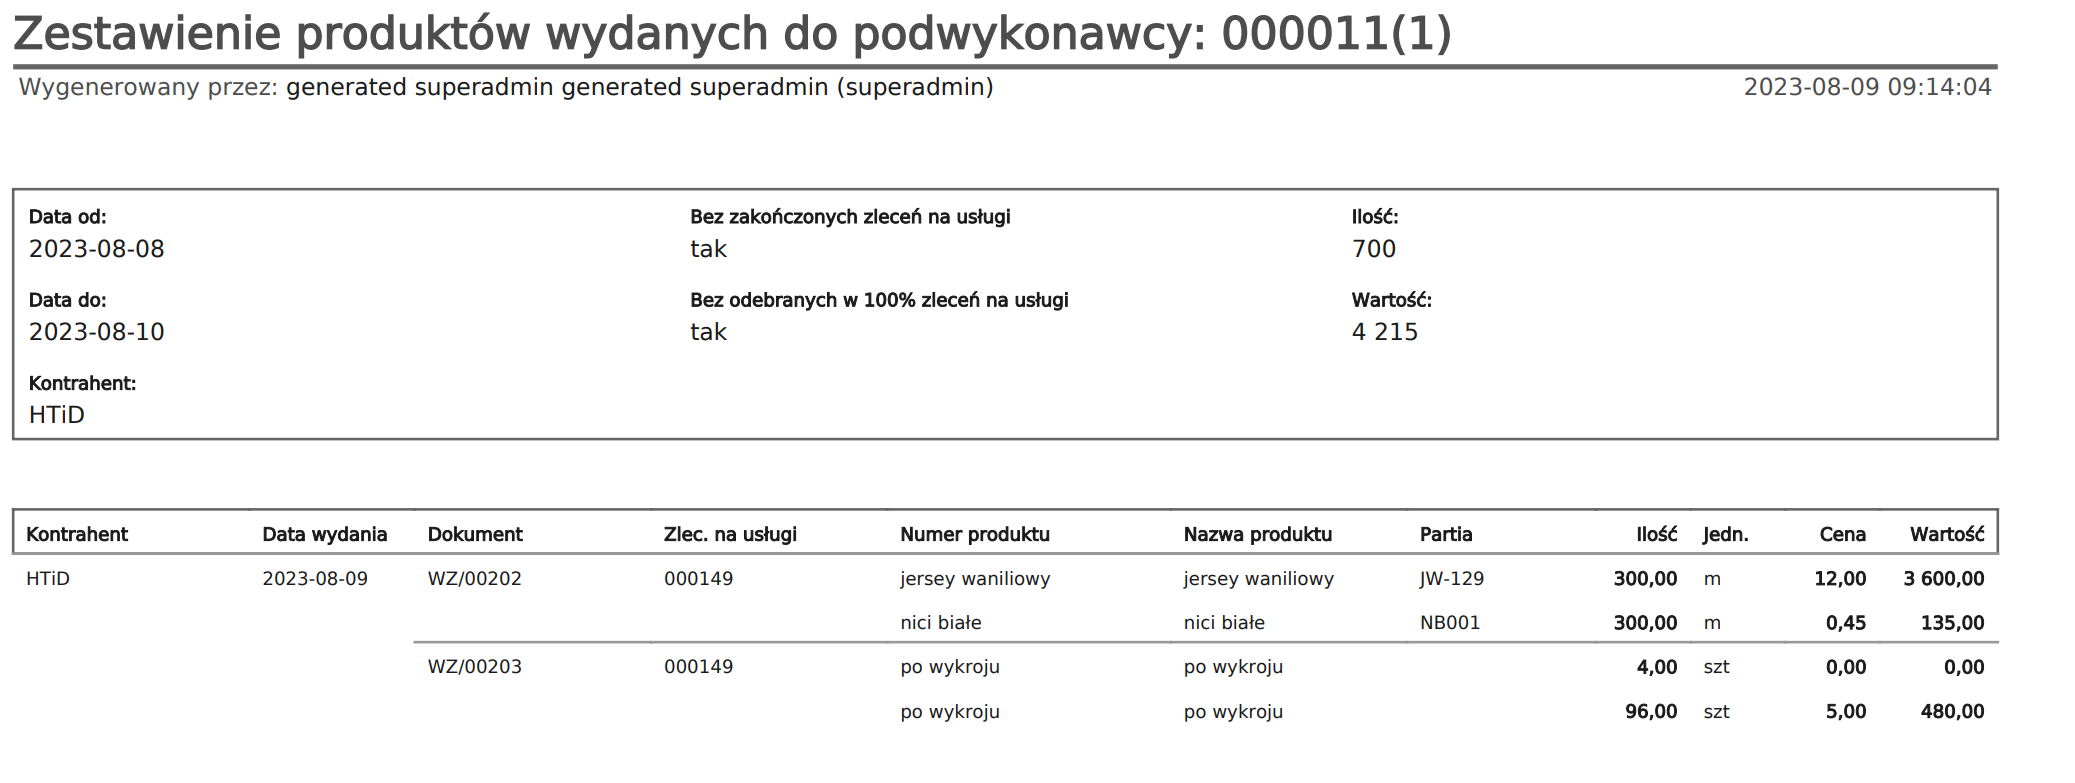 Zestawienie produktów wydanych do podwykonawcy: 000011(1)
Wygenerowany przez: generated superadmin generated superadmin (superadmin) 2023-08-09 09:14:04
Data od: Bez zakończonych zleceń na usługi Ilość:
2023-08-08 tak 700
Data do: Bez odebranych w 100% zleceń na usługi Wartość:
2023-08-10 tak 4 215
Kontrahent:
HTiD
Kontrahent Data wydania Dokument Zlec. na usługi Numer produktu Nazwa produktu Partia Ilość Jedn. Cena Wartość
HTiD 2023-08-09 WZ/00202 000149 jersey waniliowy jersey waniliowy JW-129 300,00 m 12,00 3 600,00
nici białe nici białe NB001 300,00 m 0,45 135,00
WZ/00203 000149 po wykroju po wykroju 4,00 szt 0,00 0,00
po wykroju po wykroju 96,00 szt 5,00 480,00